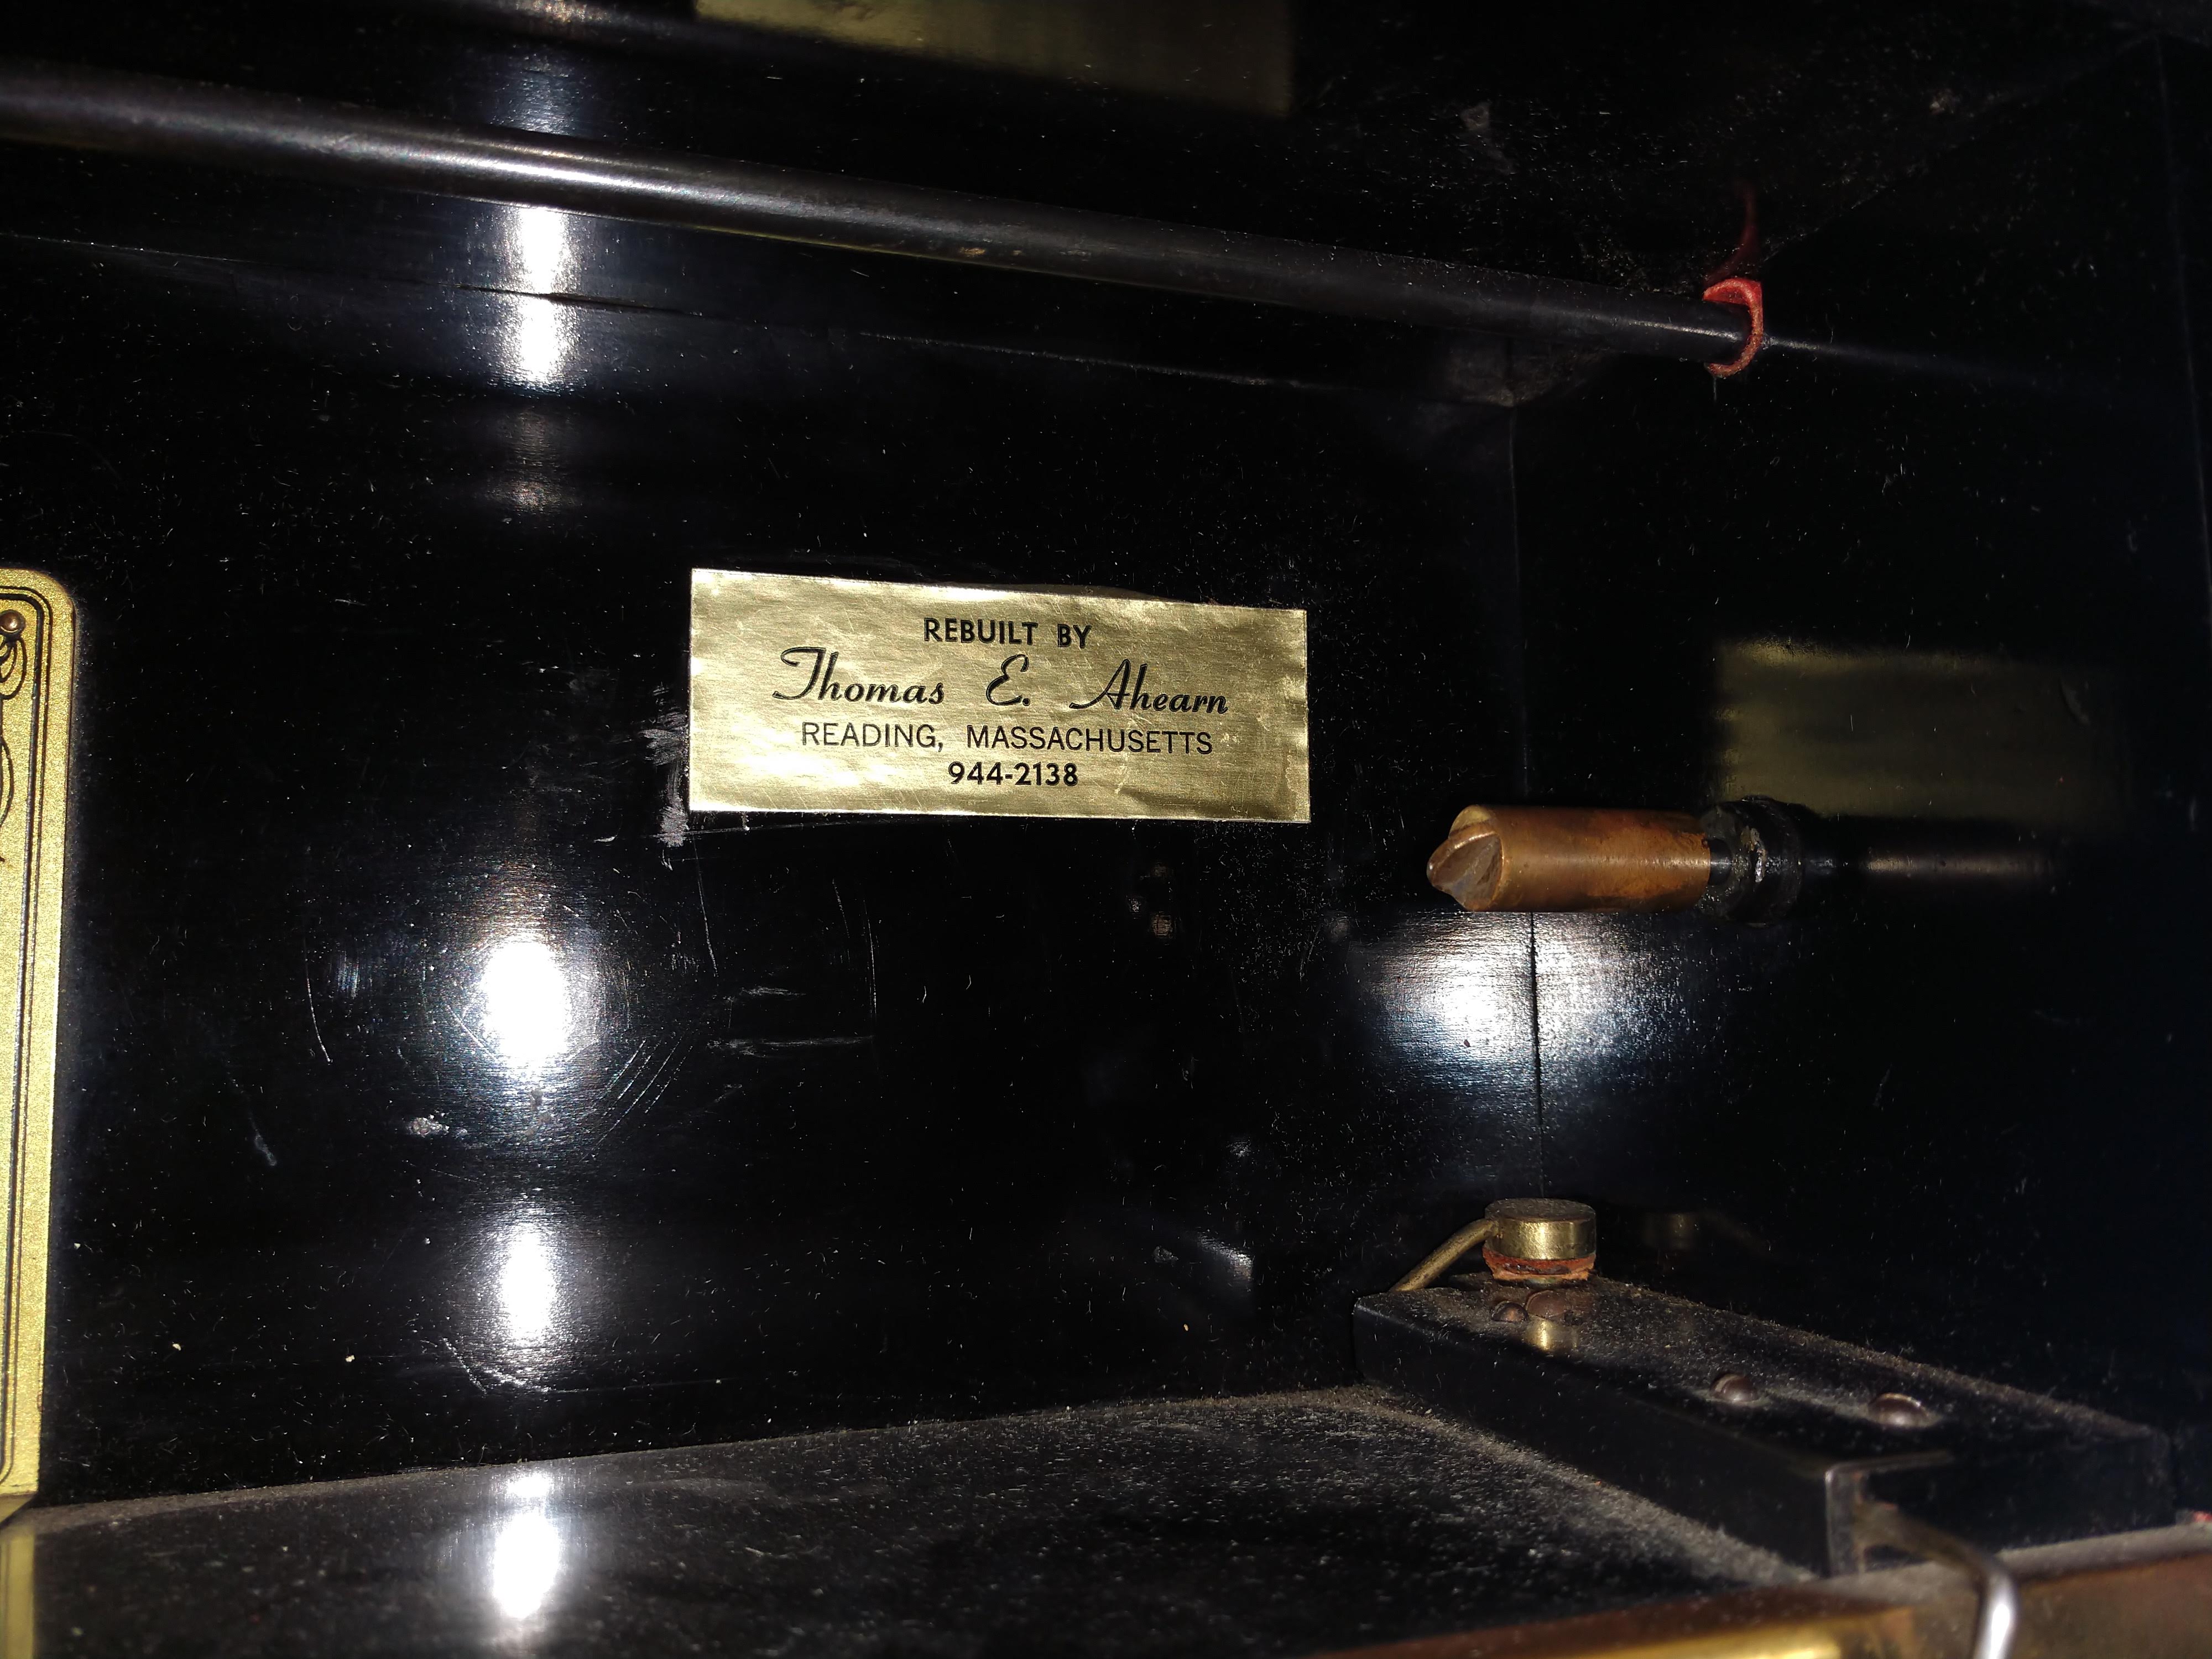 REBUILT BY
Thomas E. Ahearn
READING, MASSACHUSETTS
944-2138